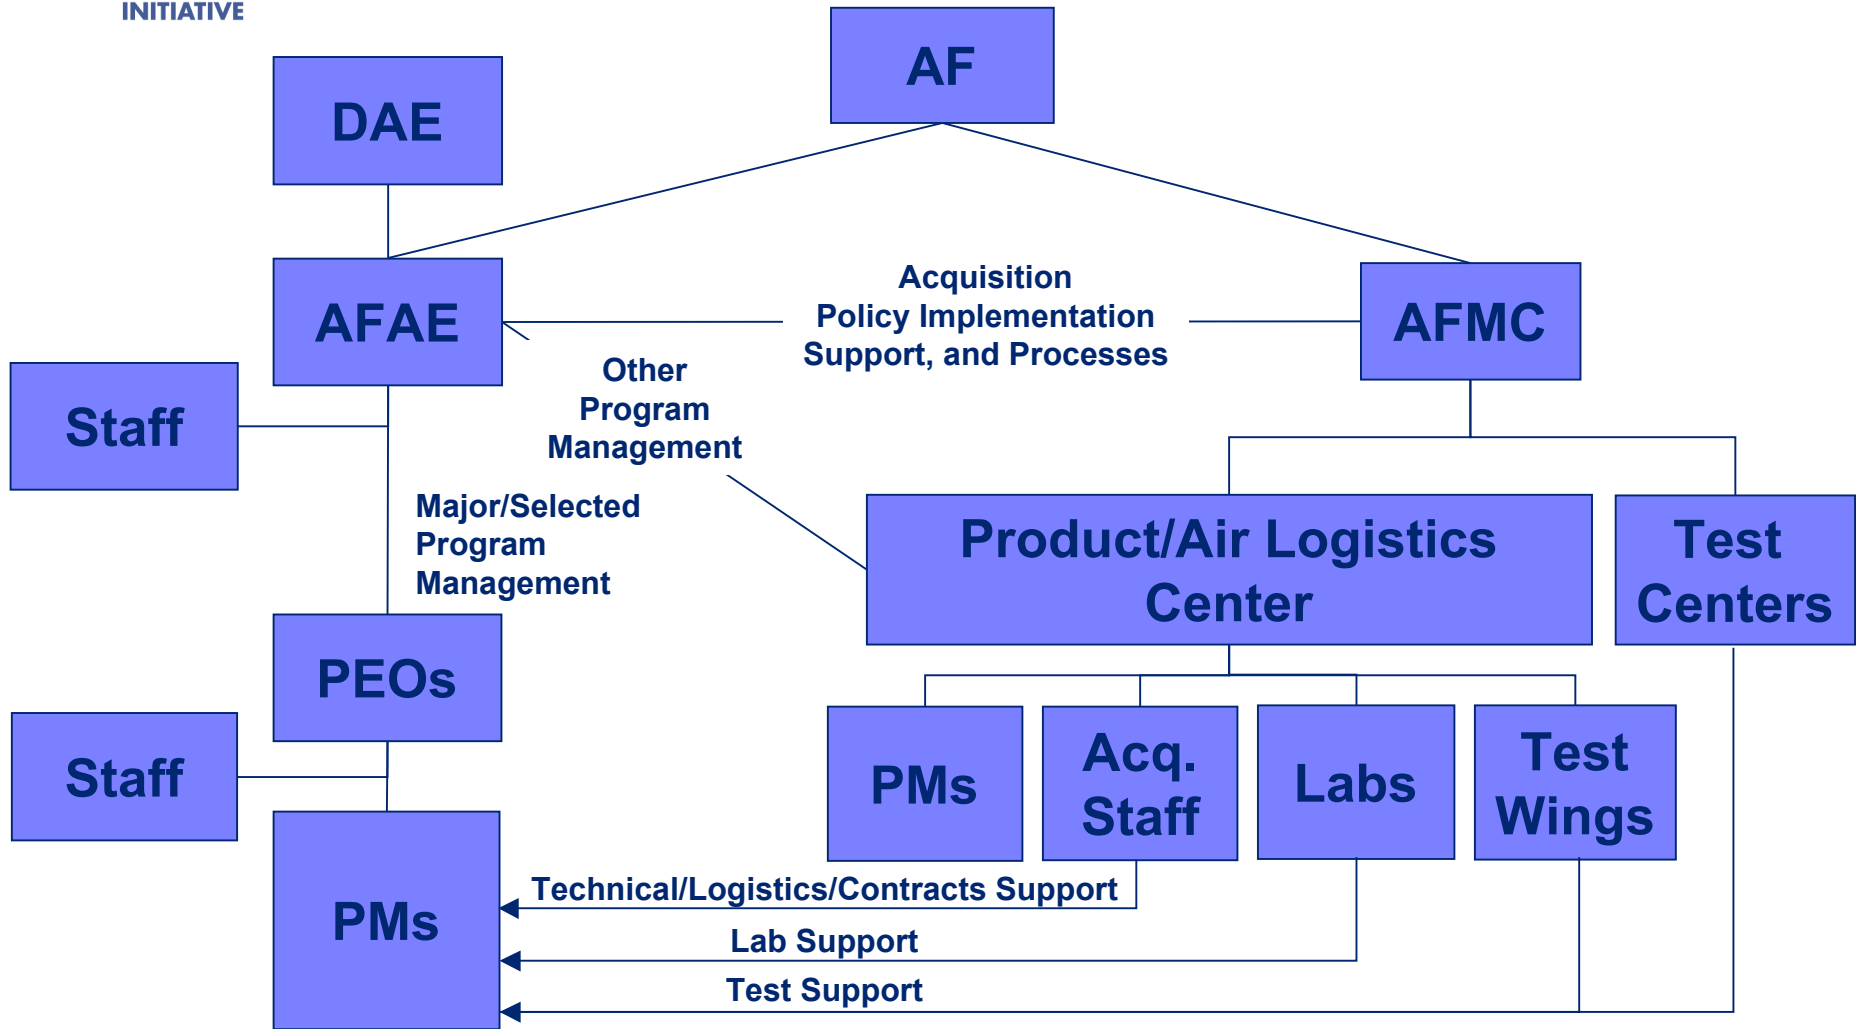 INITIATIVE
AF
DAE
AFAE
Acquisition
Policy Implementation
Support, and Processes
AFMC
Other
Program
Management
Staff
Major/Selected
Program
Management
Product/Air Logistics
Center
Test
Centers
PEOs
Staff
PMs
Acq.
Staff
Labs
Test
Wings
PMs
Technical/Logistics/Contracts Support
Lab Support
Test Support